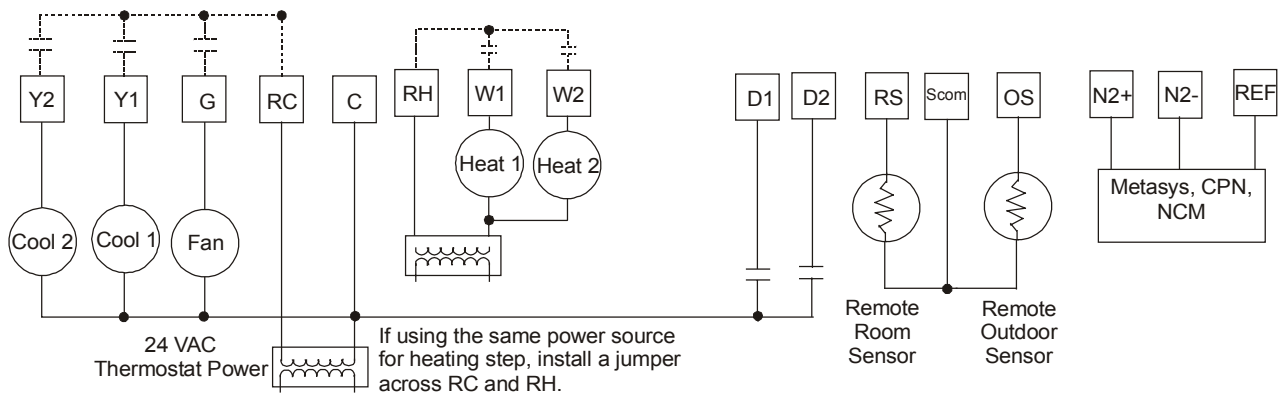 Y2
Y1
G
RC
C
RH
W1
W2
D1
D2
RS
Scom
OS
N2+
N2-
REF
Cool 2
Cool 1
Fan
Heat 1
Heat 2
Metasys, CPN,
NCM
24 VAC
Thermostat Power
If using the same power source
for heating step, install a jumper
across RC and RH.
Remote
Room
Sensor
Remote
Outdoor
Sensor